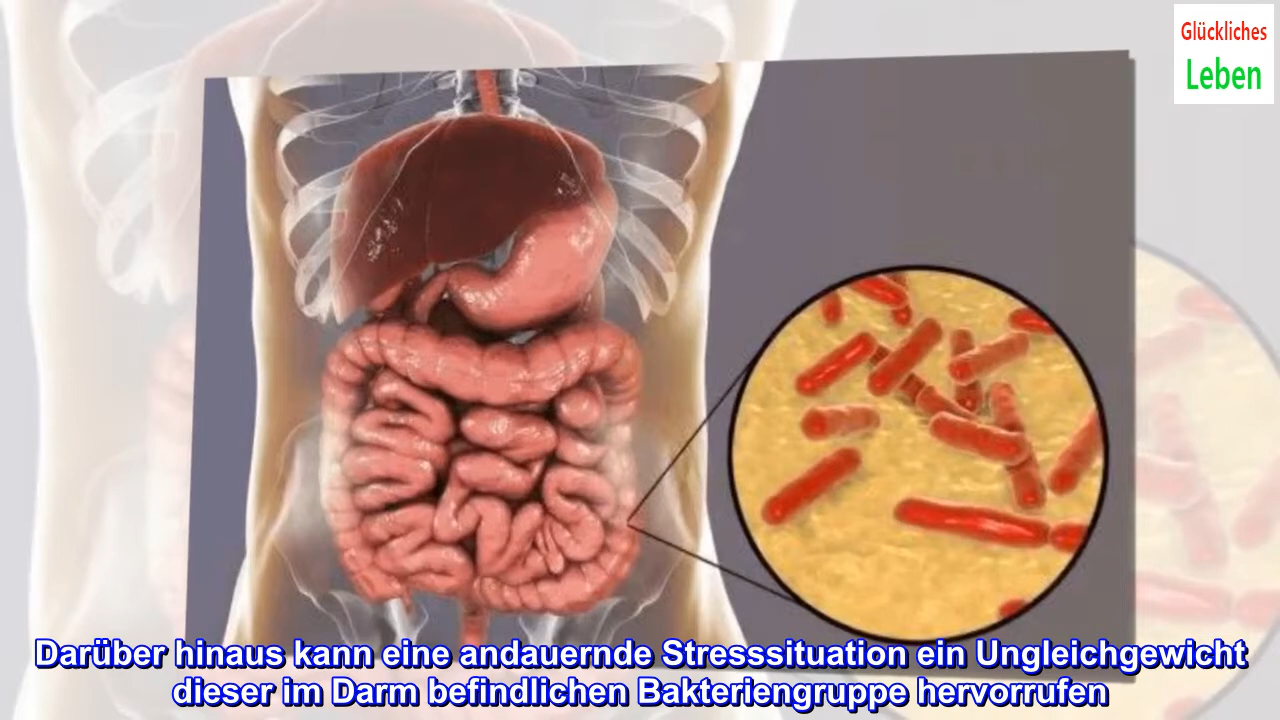 Glückliches
Leben
Darüber hinaus kann eine andauernde Stresssituation ein Ungleichgewicht
dieser im Darm befindlichen Bakteriengruppe hervorrufen